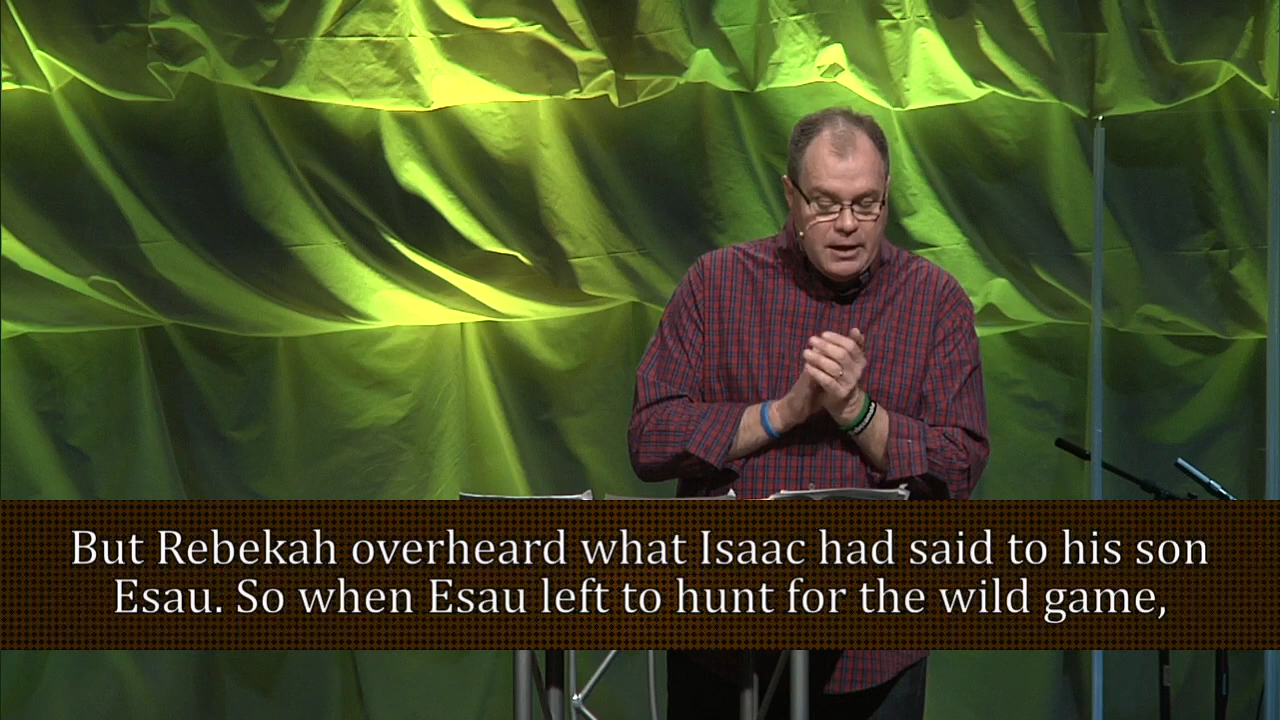 But Rebekah overheard what Isaac had said to his son
Esau. So when Esau left to hunt for the wild game,